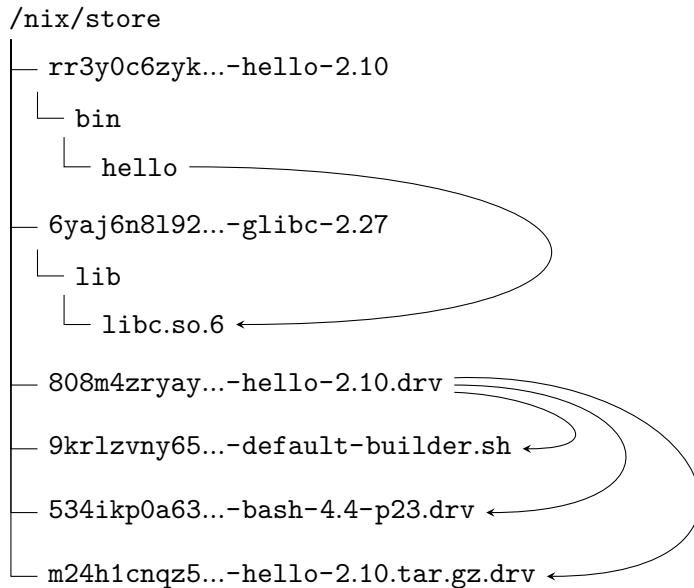 /nix/store
rr3y0c6zyk...-hello-2.10
bin
hello
6yaj6n8l92...-glibc-2.27
lib
libc.so.6
808m4zryay...-hello-2.10.drv
9krlzvny65...-default-builder.sh
534ikp0a63...-bash-4.4-p23.drv
m24h1cnqz5...-hello-2.10.tar.gz.drv